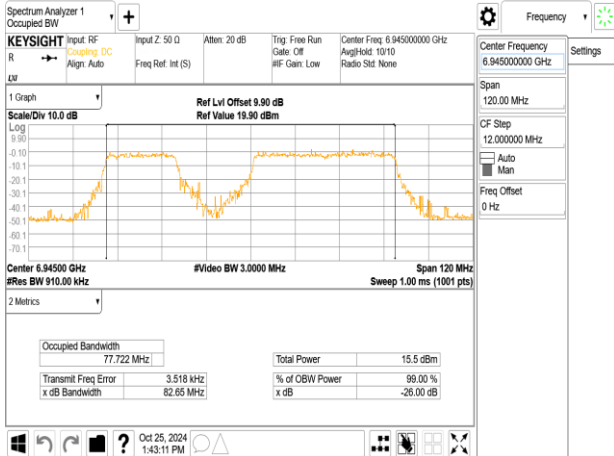 Spectrum Analyzer 1
Occupied BW
Frequency
KEYSIGHT
Input: RF
Coupling: DC
Align: Auto
Input Z: 50 Ω
Freq Ref: Int (S)
Atten: 20 dB
Trig: Free Run
Gate: Off
#IF Gain: Low
Center Freq: 6.945000000 GHz
Avg|Hold: 10/10
Radio Std: None
R
LXI
Center Frequency
6.945000000 GHz
Settings
Span
120.00 MHz
CF Step
12.000000 MHz
Auto
Man
Freq Offset
0 Hz
1 Graph
Ref Lvl Offset 9.90 dB
Scale/Div 10.0 dB
Ref Value 19.90 dBm
Log
9.90
-0.10
-10.1
-20.1
-30.1
-40.1
-50.1
-60.1
-70.1
Center 6.94500 GHz
#Video BW 3.0000 MHz
Span 120 MHz
#Res BW 910.00 kHz
Sweep 1.00 ms (1001 pts)
2 Metrics
Occupied Bandwidth
77.722 MHz
Total Power 15.5 dBm
Transmit Freq Error 3.518 kHz
% of OBW Power 99.00 %
x dB Bandwidth 82.65 MHz
x dB -26.00 dB
?
Oct 25, 2024
1:43:11 PM